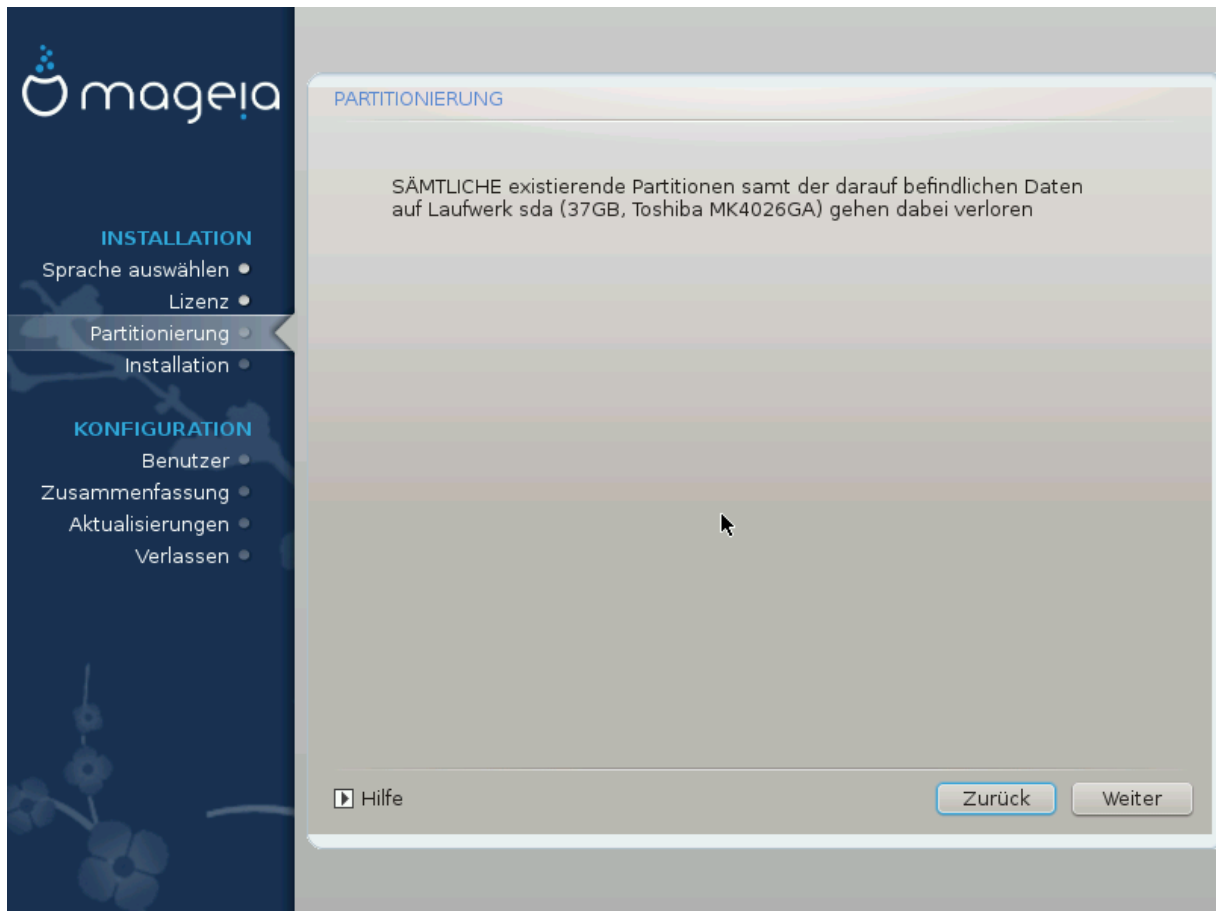 mageia
INSTALLATION
Sprache auswählen
Lizenz
Partitionierung
Installation
KONFIGURATION
Benutzer
Zusammenfassung
Aktualisierungen
Verlassen
PARTITIONIERUNG
SÄMTLICHE existierende Partitionen samt der darauf befindlichen Daten
auf Laufwerk sda (37GB, Toshiba MK4026GA) gehen dabei verloren
Hilfe
Zurück
Weiter